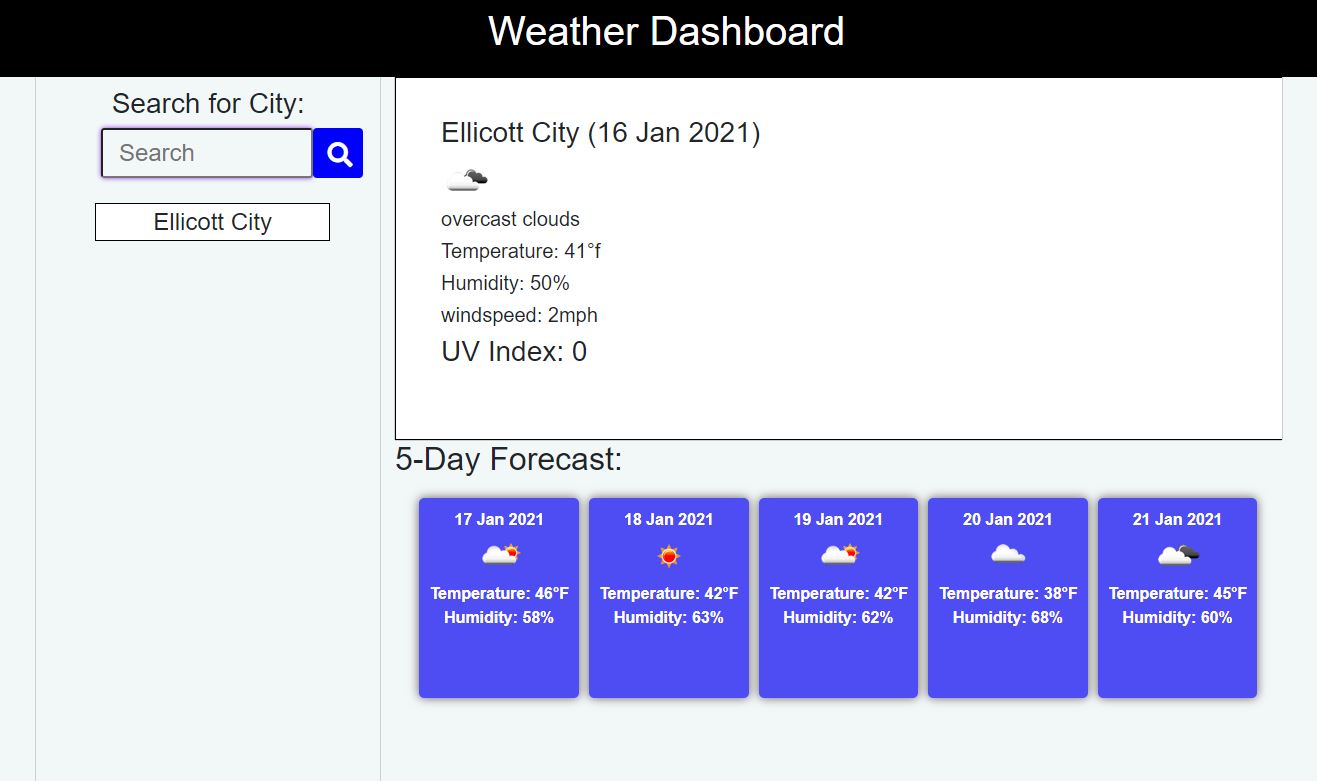 Weather Dashboard
Search for City:
Search
Ellicott City
Ellicott City (16 Jan 2021)
overcast clouds
Temperature: 41°f
Humidity: 50%
windspeed: 2mph
UV Index: 0
5-Day Forecast:
17 Jan 2021
Temperature: 46°F
Humidity: 58%
18 Jan 2021
Temperature: 42°F
Humidity: 63%
19 Jan 2021
Temperature: 42°F
Humidity: 62%
20 Jan 2021
Temperature: 38°F
Humidity: 68%
21 Jan 2021
Temperature: 45°F
Humidity: 60%